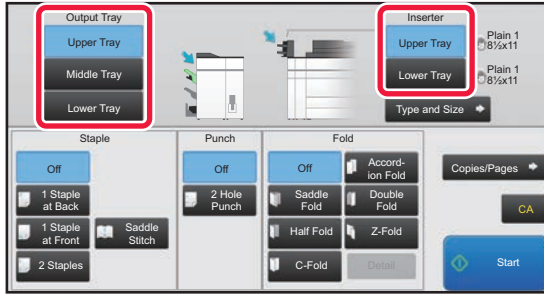 Output Tray
Upper Tray
Middle Tray
Lower Tray
Inserter
Upper Tray
Plain 1
8½x11
Lower Tray
Plain 1
8½x11
Type and Size
Staple
Off
1 Staple
at Back
1 Staple
at Front
Saddle
Stitch
2 Staples
Punch
Off
2 Hole
Punch
Fold
Off
Accord-
ion Fold
Saddle
Fold
Double
Fold
Half Fold
Z-Fold
C-Fold
Detail
Copies/Pages
CA
Start